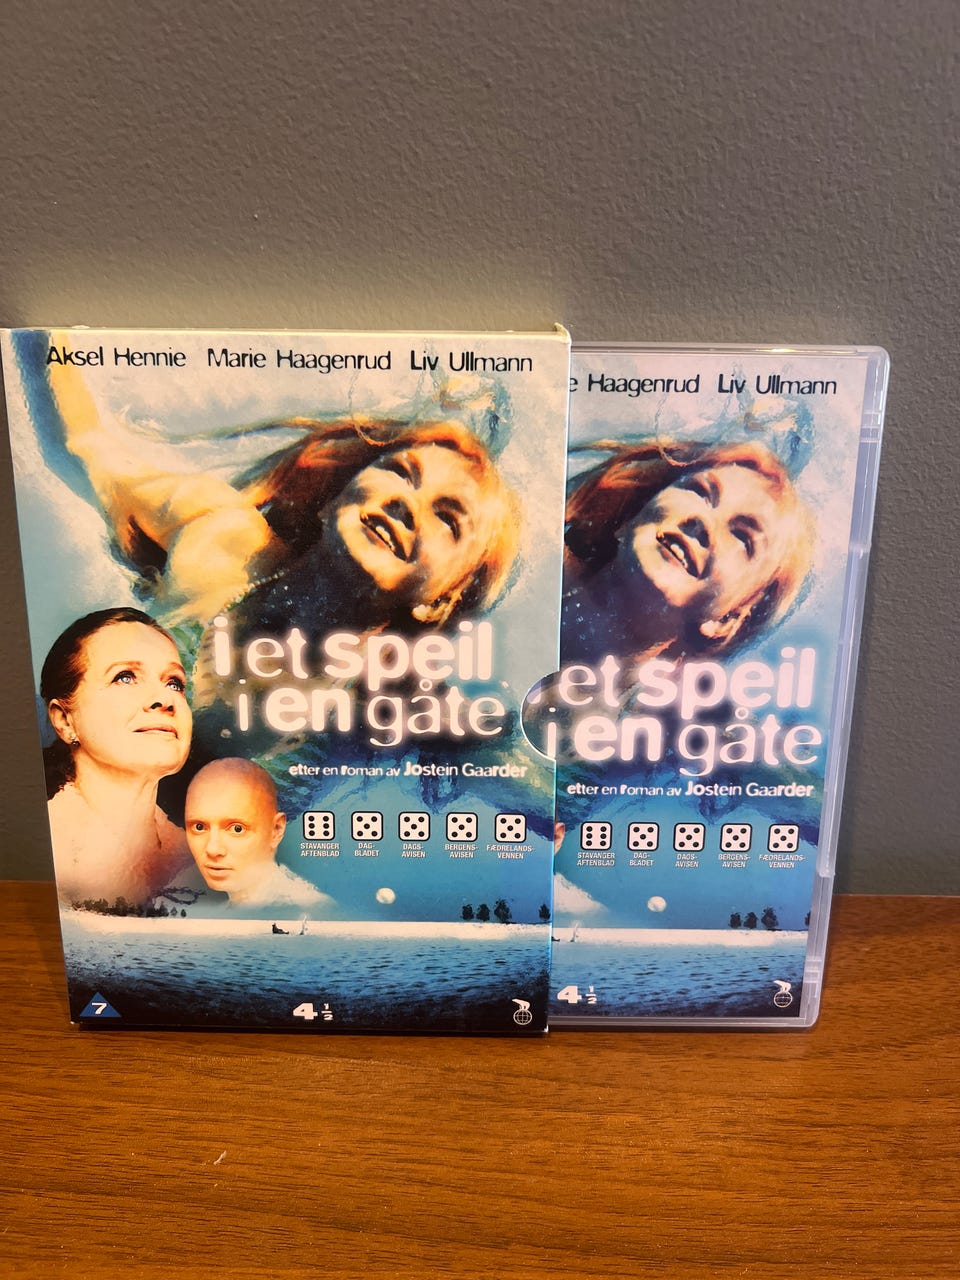 Aksel Hennie Marie Haagenrud Liv Ullmann
i et speil
i en gåte
etter en roman av Jostein Gaarder
STAVANGER AFTENBLAD
DAG-BLADET
DAGS-AVISEN
BERGENS-AVISEN
FÆDRELANDS-VENNEN
7
4 1/2
e Haagenrud Liv Ullmann
i et speil
i en gåte
etter en roman av Jostein Gaarder
STAVANGER AFTENBLAD
DAG-BLADET
DAGS-AVISEN
BERGENS-AVISEN
FÆDRELANDS-VENNEN
4 1/2